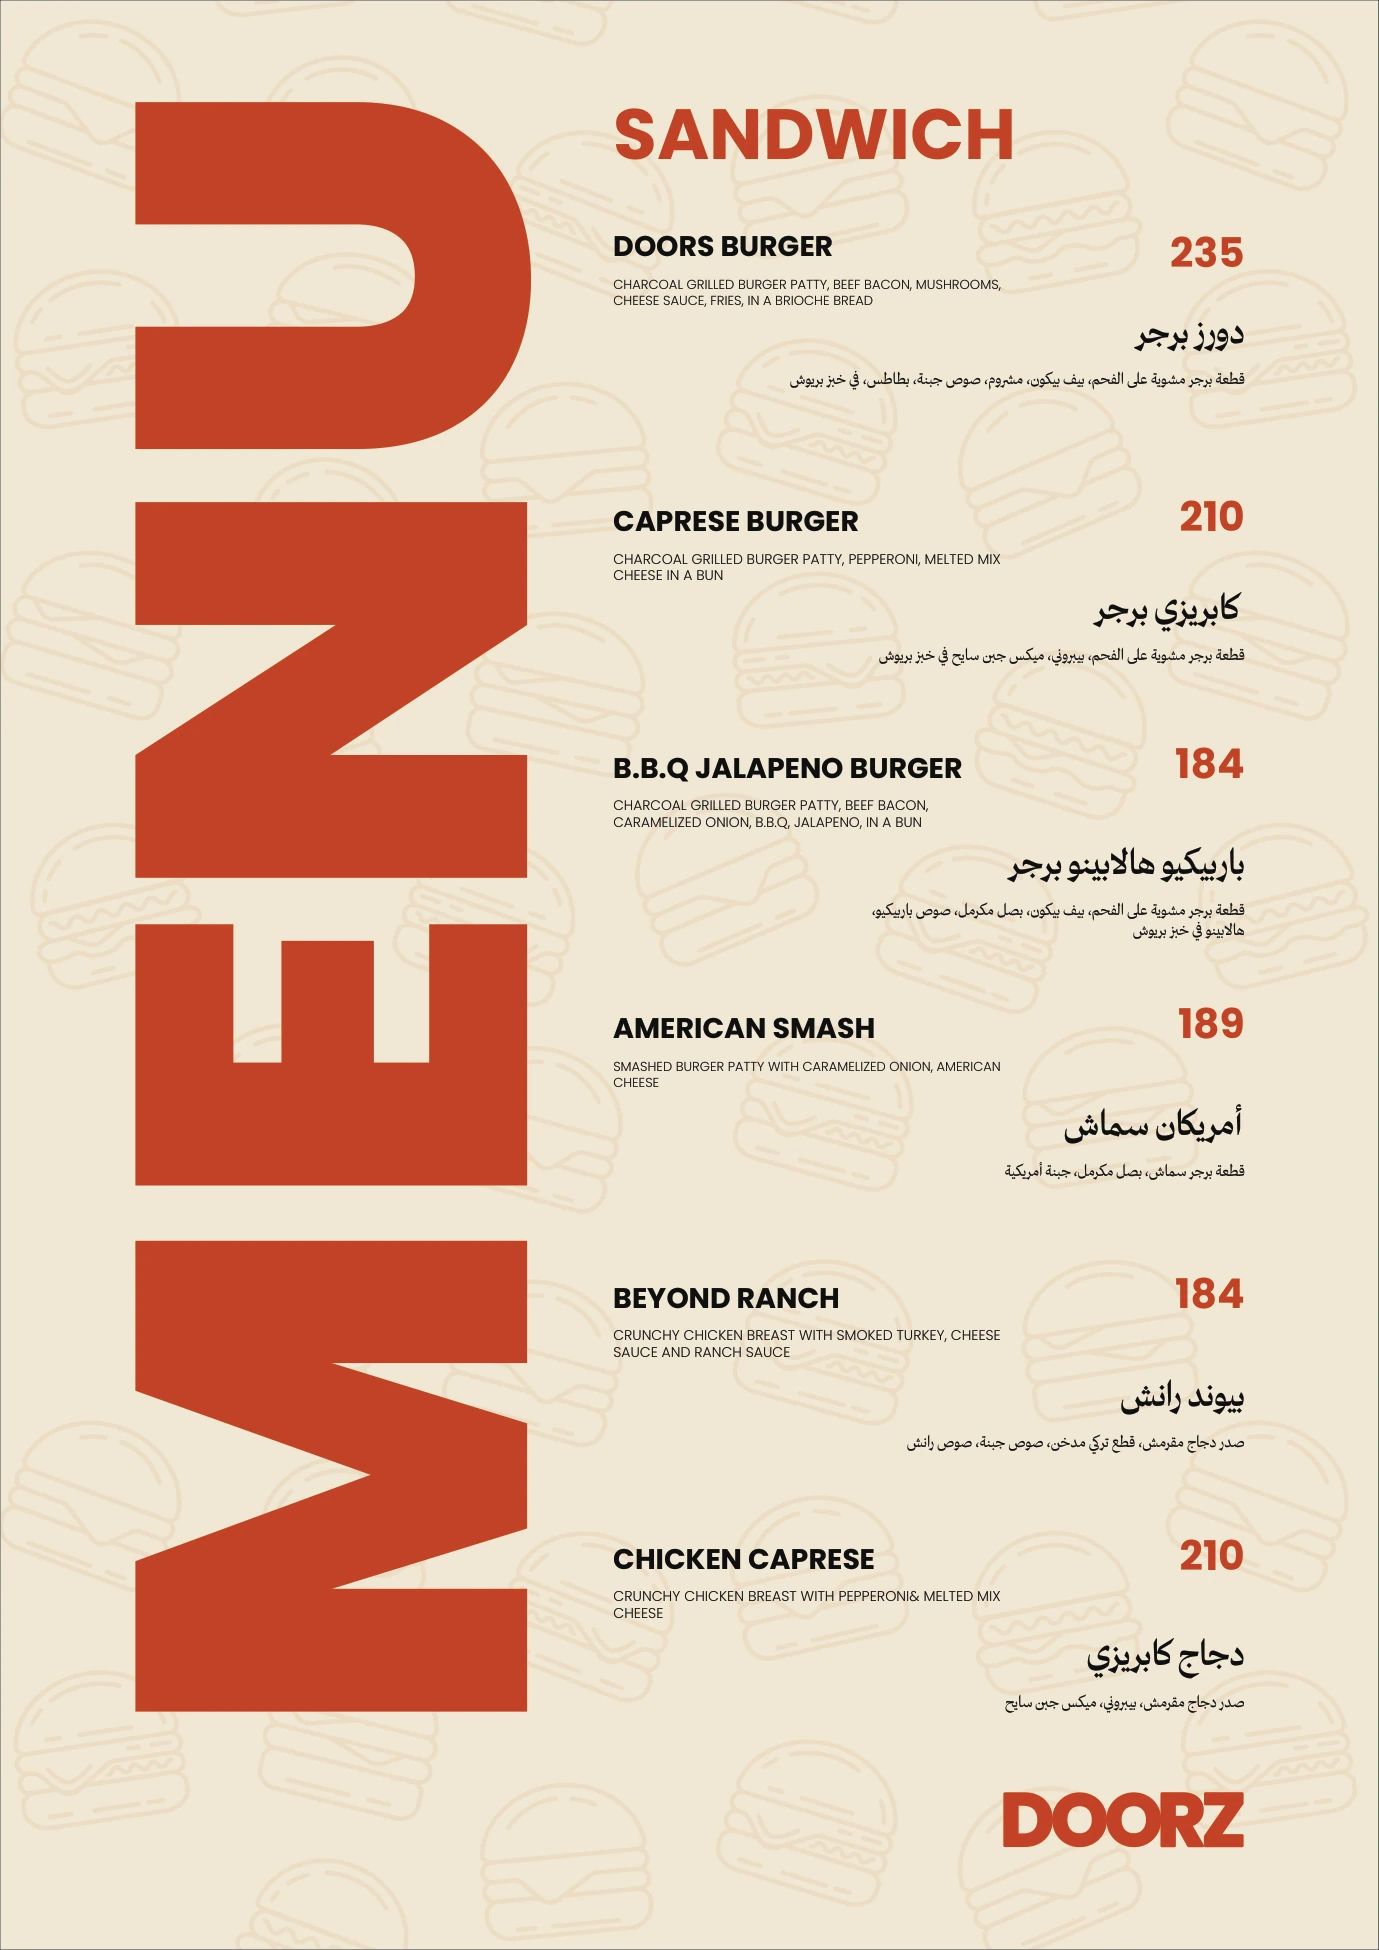 MENU
SANDWICH
DOORS BURGER
235
CHARCOAL GRILLED BURGER PATTY, BEEF BACON, MUSHROOMS,
CHEESE SAUCE, FRIES, IN A BRIOCHE BREAD
دورز برجر
قطعة برجر مشوية على الفحم، بيف بيكون، مشروم، صوص جبنة، بطاطس، في خبز بريوش
CAPRESE BURGER
210
CHARCOAL GRILLED BURGER PATTY, PEPPERONI, MELTED MIX
CHEESE IN A BUN
كابريزي برجر
قطعة برجر مشوية على الفحم، بيبروني، ميكس جبن سايح في خبز بريوش
B.B.Q JALAPENO BURGER
184
CHARCOAL GRILLED BURGER PATTY, BEEF BACON,
CARAMELIZED ONION, B.B.Q, JALAPENO, IN A BUN
باربيكيو هالابينو برجر
قطعة برجر مشوية على الفحم، بيف بيكون، بصل مكرمل، صوص باربيكيو،
هالابينو في خبز بريوش
AMERICAN SMASH
189
SMASHED BURGER PATTY WITH CARAMELIZED ONION, AMERICAN
CHEESE
أمريكان سماش
قطعة برجر سماش، بصل مكرمل، جبنة أمريكية
BEYOND RANCH
184
CRUNCHY CHICKEN BREAST WITH SMOKED TURKEY, CHEESE
SAUCE AND RANCH SAUCE
بيوند رانش
صدر دجاج مقرمش، قطع تركي مدخن، صوص جبنة، صوص رانش
CHICKEN CAPRESE
210
CRUNCHY CHICKEN BREAST WITH PEPPERONI& MELTED MIX
CHEESE
دجاج كابريزي
صدر دجاج مقرمش، بيبروني، ميكس جبن سايح
DOORZ